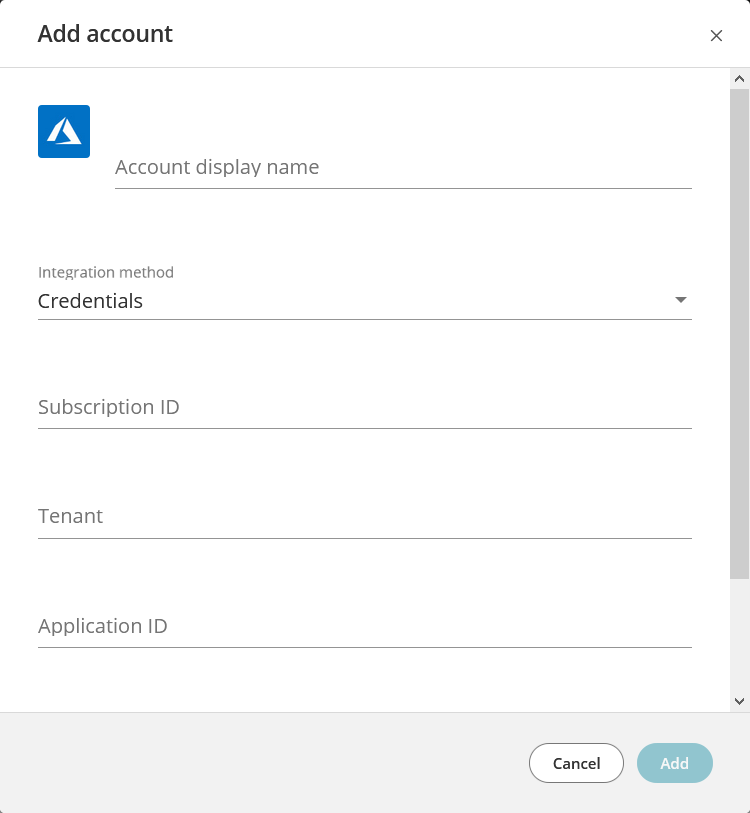 Add account
Account display name
Integration method
Credentials
Subscription ID
Tenant
Application ID
Cancel
Add